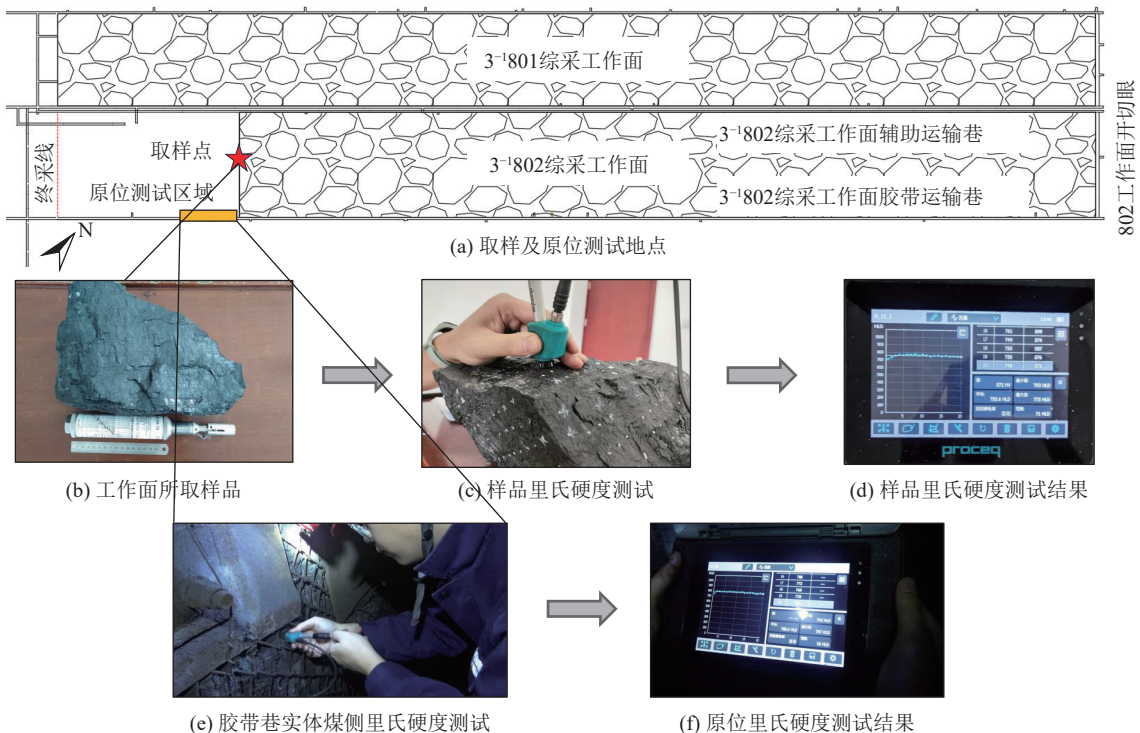 3⁻¹801综采工作面
802工作面开切眼
3⁻¹802综采工作面辅助运输巷
取样点
终采线
3⁻¹802综采工作面
原位测试区域
3⁻¹802综采工作面胶带运输巷
N
(a) 取样及原位测试地点
proceq
(b) 工作面所取样品
(c) 样品里氏硬度测试
(d) 样品里氏硬度测试结果
(e) 胶带巷实体煤侧里氏硬度测试
(f) 原位里氏硬度测试结果